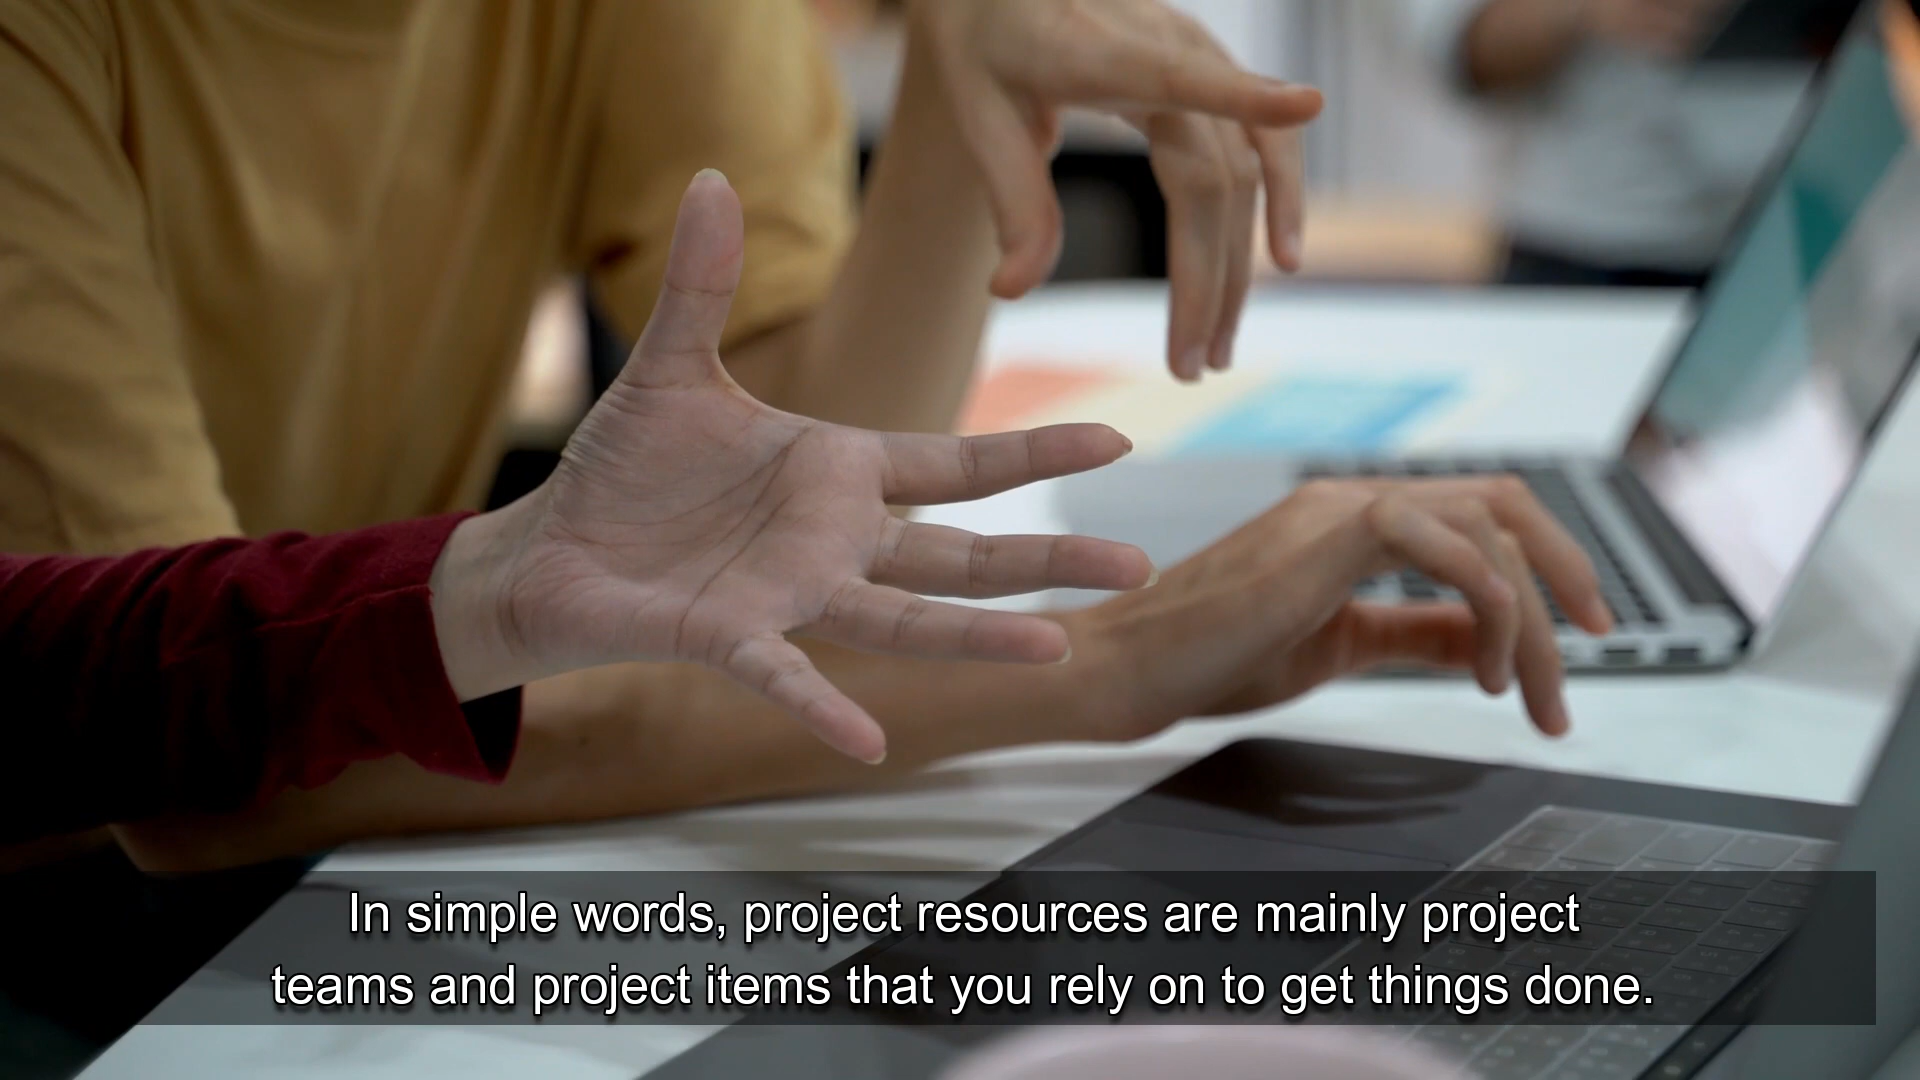 In simple words, project resources are mainly project
teams and project items that you rely on to get things done.